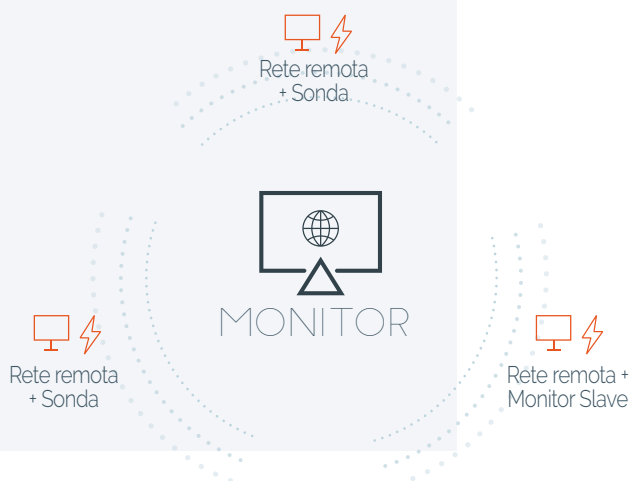 Rete remota
+ Sonda
MONITOR
Rete remota
+ Sonda
Rete remota +
Monitor Slave